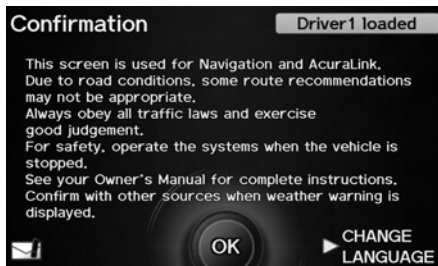 Confirmation
Driver1 loaded
This screen is used for Navigation and AcuraLink.
Due to road conditions, some route recommendations
may not be appropriate.
Always obey all traffic laws and exercise
good judgement.
For safety, operate the systems when the vehicle is
stopped.
See your Owner's Manual for complete instructions.
Confirm with other sources when weather warning is
displayed.
OK
CHANGE
LANGUAGE